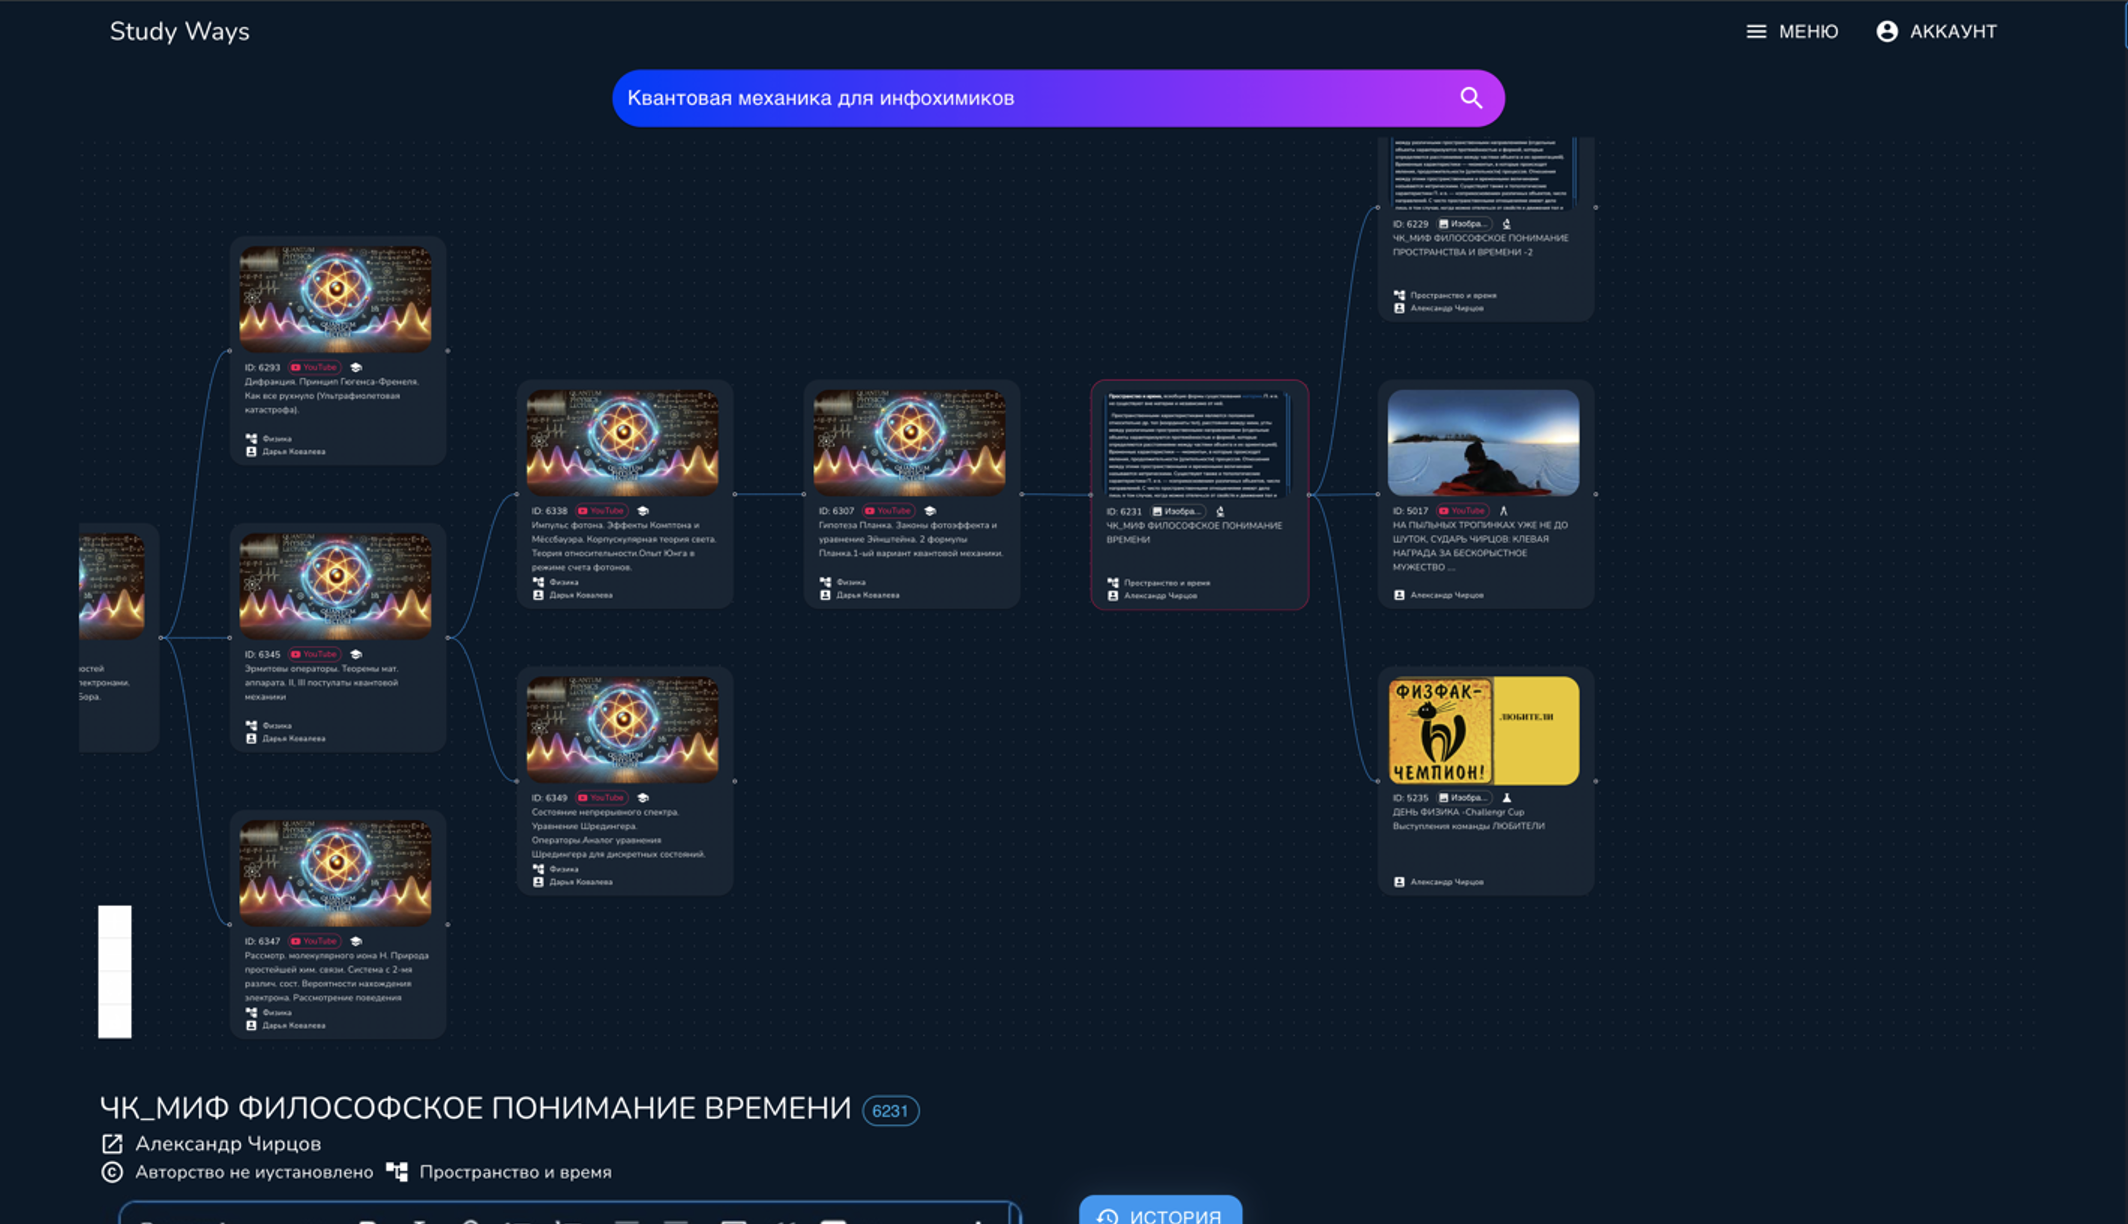 Study Ways
МЕНЮ
АККАУНТ
Квантовая механика для инфохимиков
ID: 6229 Изобра...
ЧК_МИФ ФИЛОСОФСКОЕ ПОНИМАНИЕ
ПРОСТРАНСТВА И ВРЕМЕНИ -2
Пространство и время
Александр Чирцов
ID: 6293 YouTube
Дифракция. Принцип Гюгенса-Френеля.
Как все рухнуло (Ультрафиолетовая
катастрофа).
Физика
Дарья Ковалева
ID: 6338 YouTube
Импульс фотона. Эффекты Комптона и
Мёссбауэра. Корпускулярная теория света.
Теория относительности.Опыт Юнга в
режиме счета фотонов.
Физика
Дарья Ковалева
ID: 6307 YouTube
Гипотеза Планка. Законы фотоэффекта и
уравнение Эйнштейна. 2 формулы
Планка.1-ый вариант квантовой механики.
Физика
Дарья Ковалева
ID: 6231 Изобра...
ЧК_МИФ ФИЛОСОФСКОЕ ПОНИМАНИЕ
ВРЕМЕНИ
Пространство и время
Александр Чирцов
ID: 5017 YouTube
НА ПЫЛЬНЫХ ТРОПИНКАХ УЖЕ НЕ ДО
ШУТОК, СУДАРЬ ЧИРЦОВ: КЛЕВАЯ
НАГРАДА ЗА БЕСКОРЫСТНОЕ
МУЖЕСТВО ...
Александр Чирцов
ностей
лектронами.
Бора.
ID: 6345 YouTube
Эрмитовы операторы. Теоремы мат.
аппарата. II, III постулаты квантовой
механики
Физика
Дарья Ковалева
ID: 6349 YouTube
Состояние непрерывного спектра.
Уравнение Шредингера.
Операторы.Аналог уравнения
Шредингера для дискретных состояний.
Физика
Дарья Ковалева
ФИЗФАК-
ЧЕМПИОН!
ЛЮБИТЕЛИ
ID: 5235 Изобра...
ДЕНЬ ФИЗИКА -Challengr Cup
Выступления команды ЛЮБИТЕЛИ
Александр Чирцов
ID: 6347 YouTube
Рассмотр. молекулярного иона Н. Природа
простейшей хим. связи. Система с 2-мя
различ. сост. Вероятности нахождения
электрона. Рассмотрение поведения
Физика
Дарья Ковалева
ЧК_МИФ ФИЛОСОФСКОЕ ПОНИМАНИЕ ВРЕМЕНИ 6231
Александр Чирцов
Авторство не иустановлено Пространство и время
ИСТОРИЯ